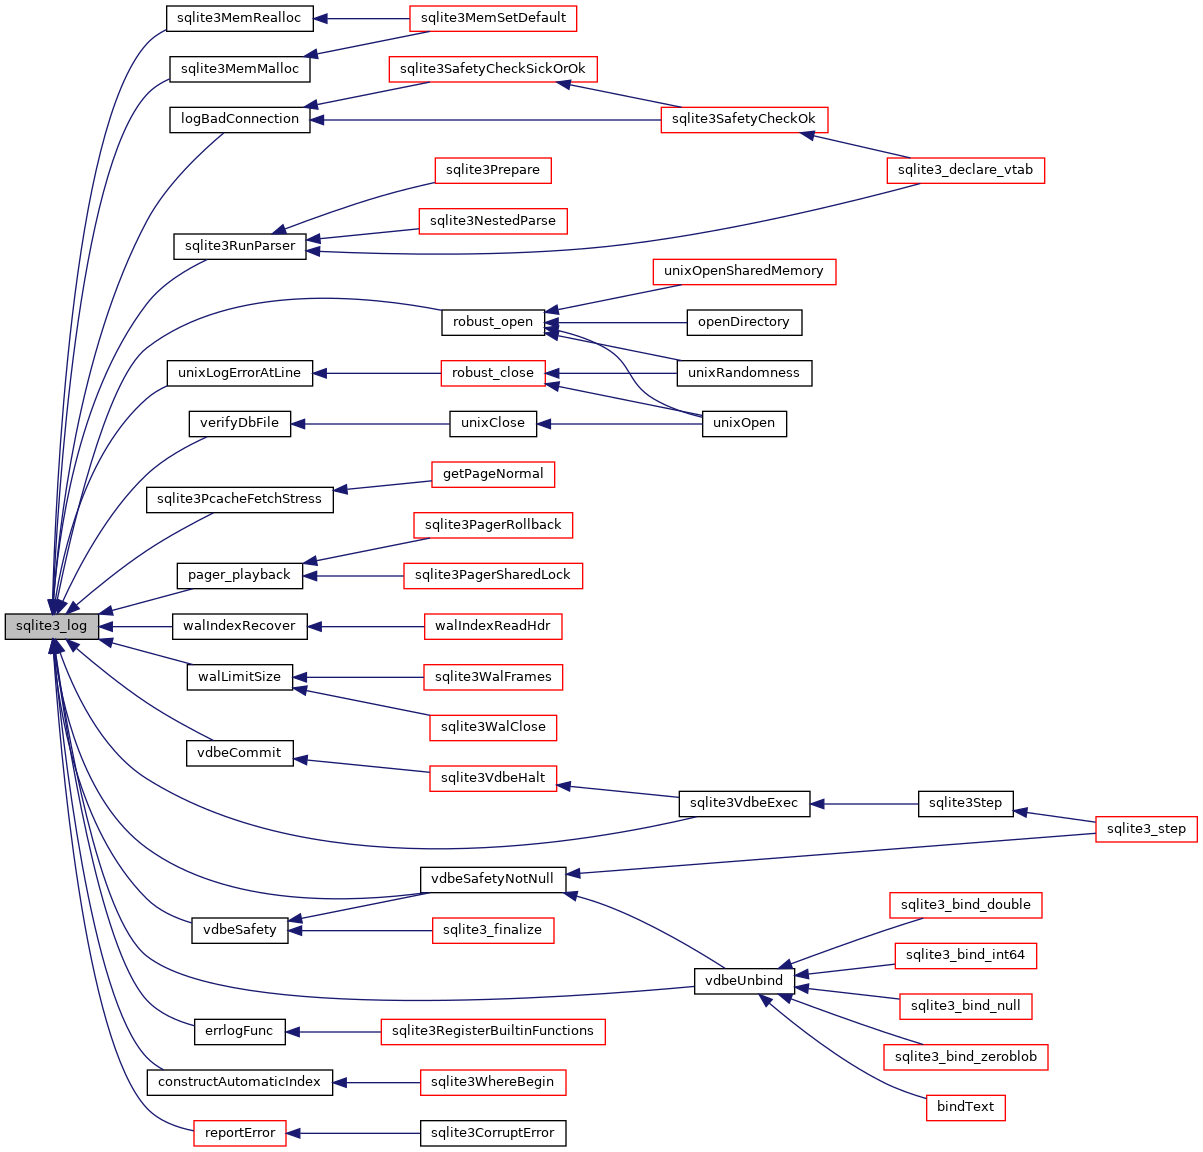 sqlite3MemRealloc
sqlite3MemSetDefault
sqlite3MemMalloc
sqlite3SafetyCheckSickOrOk
logBadConnection
sqlite3SafetyCheckOk
sqlite3Prepare
sqlite3_declare_vtab
sqlite3NestedParse
sqlite3RunParser
unixOpenSharedMemory
robust_open
openDirectory
unixLogErrorAtLine
robust_close
unixRandomness
verifyDbFile
unixClose
unixOpen
getPageNormal
sqlite3PcacheFetchStress
sqlite3PagerRollback
pager_playback
sqlite3PagerSharedLock
sqlite3_log
walIndexRecover
walIndexReadHdr
walLimitSize
sqlite3WalFrames
sqlite3WalClose
vdbeCommit
sqlite3VdbeHalt
sqlite3VdbeExec
sqlite3Step
sqlite3_step
vdbeSafetyNotNull
sqlite3_bind_double
vdbeSafety
sqlite3_finalize
sqlite3_bind_int64
vdbeUnbind
sqlite3_bind_null
errlogFunc
sqlite3RegisterBuiltinFunctions
sqlite3_bind_zeroblob
constructAutomaticIndex
sqlite3WhereBegin
bindText
reportError
sqlite3CorruptError